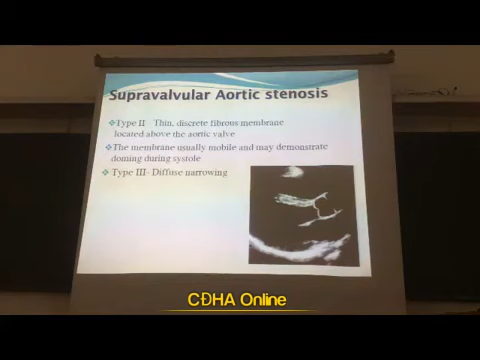 Supravalvular Aortic stenosis
Type II Thin, discrete fibrous membrane
located above the aortic valve
The membrane usually mobile and may demonstrate
doming during systole
Type III- Diffuse narrowing
CĐHA Online